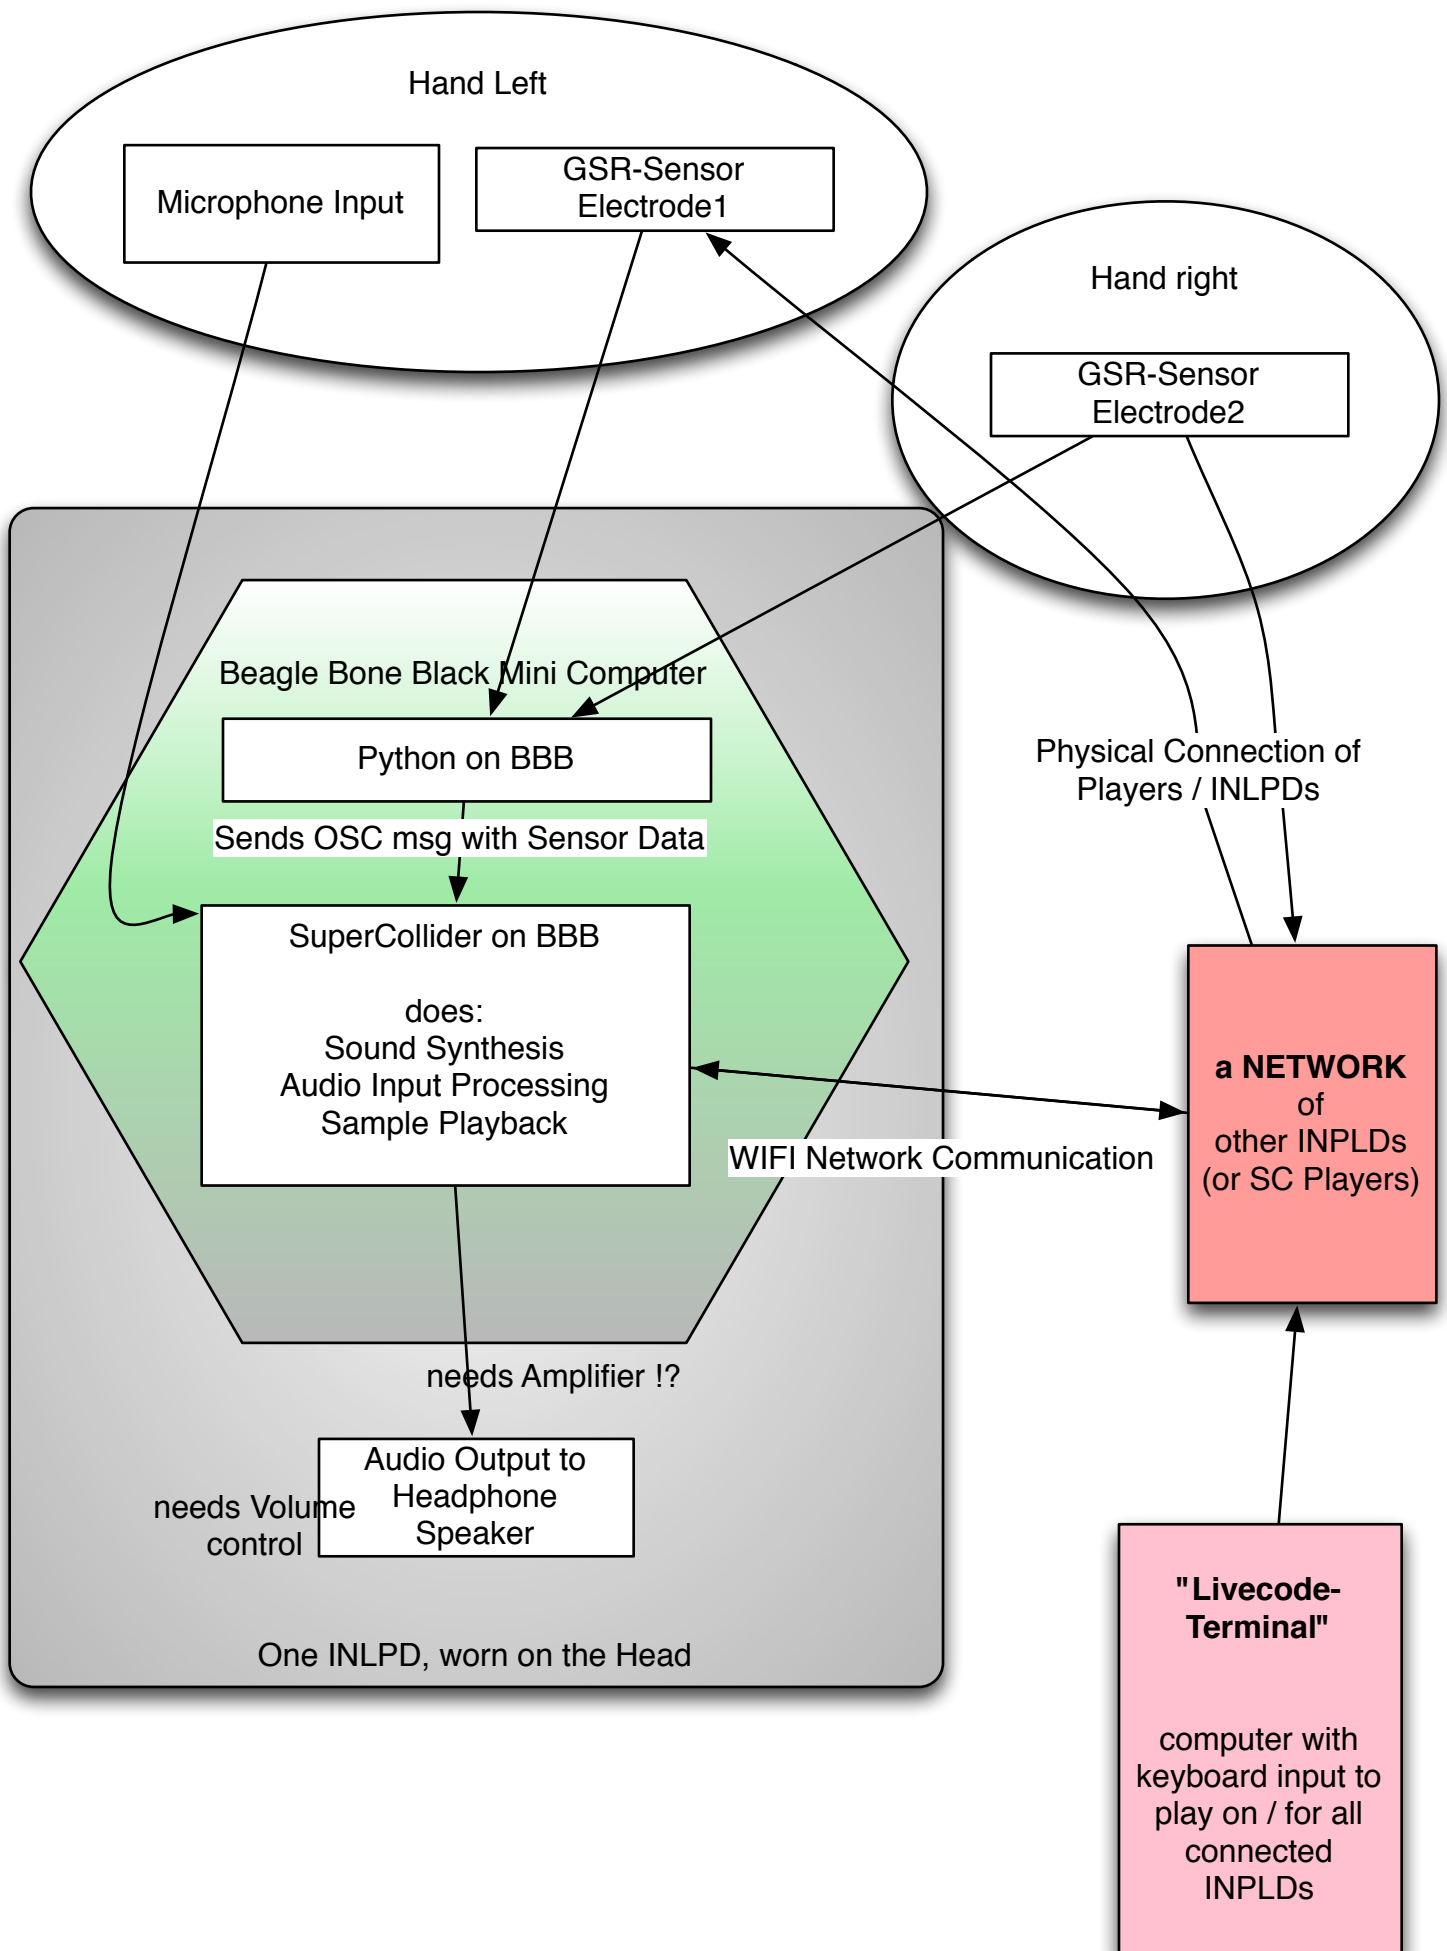 Hand Left
Microphone Input
GSR-Sensor
Electrode1
Hand right
GSR-Sensor
Electrode2
Beagle Bone Black Mini Computer
Python on BBB
Physical Connection of
Players / INLPDs
Sends OSC msg with Sensor Data
SuperCollider on BBB
does:
Sound Synthesis
Audio Input Processing
Sample Playback
a NETWORK
of
other INPLDs
(or SC Players)
WIFI Network Communication
needs Amplifier !?
Audio Output to
Headphone
Speaker
needs Volume
control
One INLPD, worn on the Head
"Livecode-
Terminal"
computer with
keyboard input to
play on / for all
connected
INPLDs